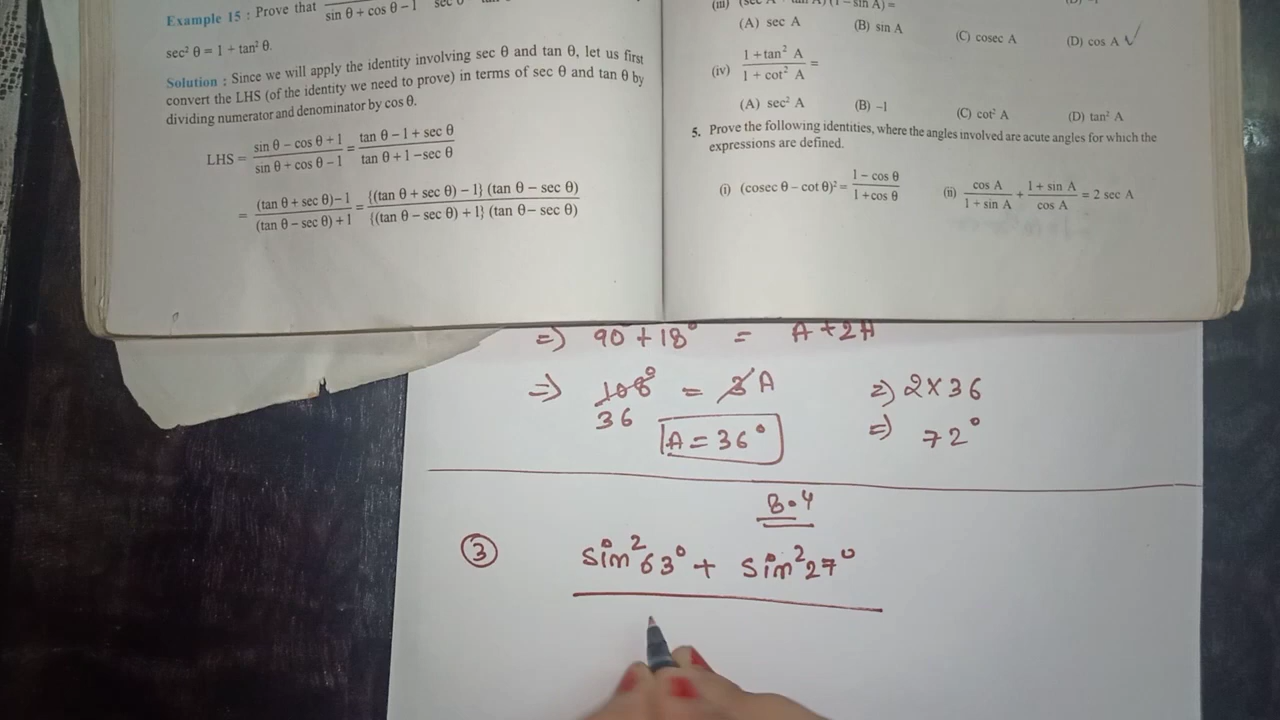 Example 15 : Prove that
sin θ + cos θ – 1
sec² θ = 1 + tan² θ.
Solution : Since we will apply the identity involving sec θ and tan θ, let us first
convert the LHS (of the identity we need to prove) in terms of sec θ and tan θ by
dividing numerator and denominator by cos θ.
LHS = (sin θ – cos θ + 1)/(sin θ + cos θ – 1) = (tan θ – 1 + sec θ)/(tan θ + 1 – sec θ)
= ((tan θ + sec θ) – 1)/((tan θ – sec θ) + 1) = ({(tan θ + sec θ) – 1} (tan θ – sec θ))/({(tan θ – sec θ) + 1} (tan θ – sec θ))
(A) sec A (B) sin A (C) cosec A (D) cos A ✓
(iv) (1 + tan² A)/(1 + cot² A) =
(A) sec² A (B) –1 (C) cot² A (D) tan² A
5. Prove the following identities, where the angles involved are acute angles for which the
expressions are defined.
(i) (cosec θ – cot θ)² = (1 – cos θ)/(1 + cos θ) (ii) cos A/(1 + sin A) + (1 + sin A)/cos A = 2 sec A
=) 90 + 18° = A + 2A
=) 108° = 3A =) 2 x 36
36
A = 36° =) 72°
8.4
③ sin²63° + sin²27°